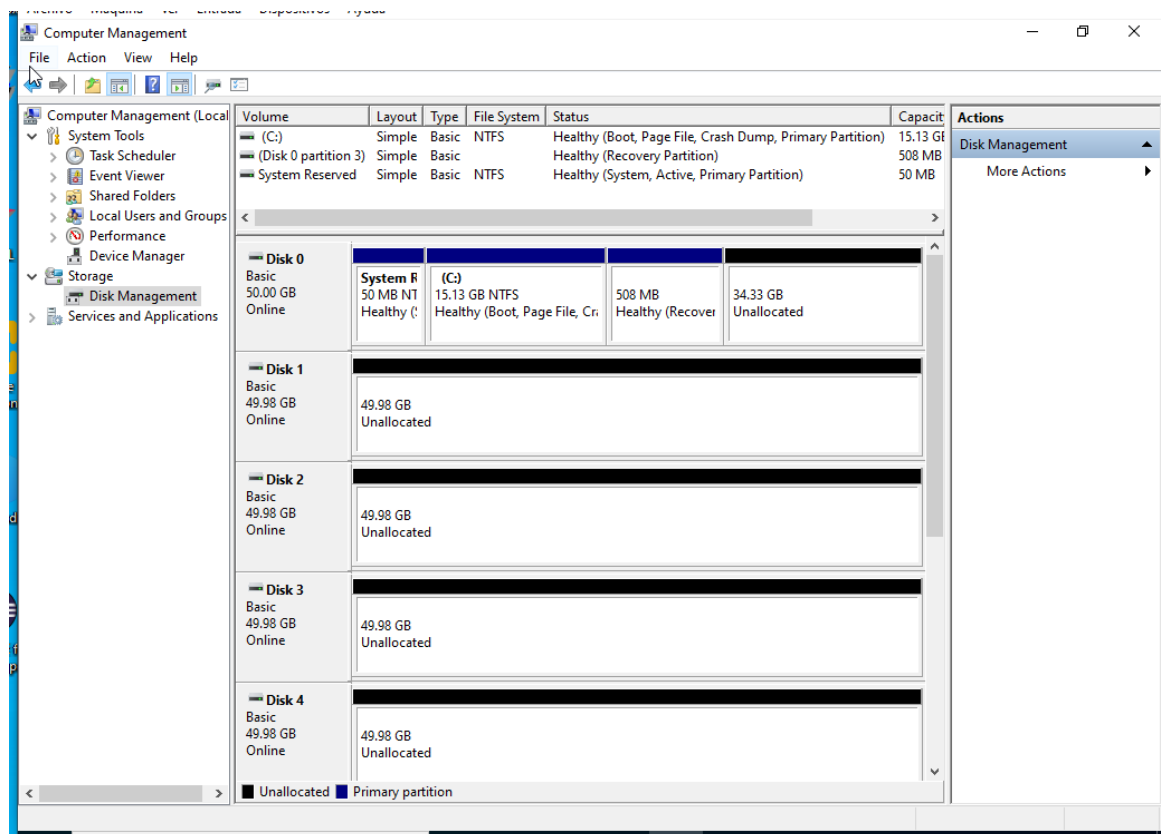 Computer Management
File Action View Help
Computer Management (Local
System Tools
Task Scheduler
Event Viewer
Shared Folders
Local Users and Groups
Performance
Device Manager
Storage
Disk Management
Services and Applications
Volume Layout Type File System Status Capacit
(C:) Simple Basic NTFS Healthy (Boot, Page File, Crash Dump, Primary Partition) 15.13 GE
(Disk 0 partition 3) Simple Basic Healthy (Recovery Partition) 508 MB
System Reserved Simple Basic NTFS Healthy (System, Active, Primary Partition) 50 MB
Disk 0
Basic
50.00 GB
Online
System R
50 MB NT
Healthy (S
(C:)
15.13 GB NTFS
Healthy (Boot, Page File, Cra
508 MB
Healthy (Recover
34.33 GB
Unallocated
Disk 1
Basic
49.98 GB
Online
49.98 GB
Unallocated
Disk 2
Basic
49.98 GB
Online
49.98 GB
Unallocated
Disk 3
Basic
49.98 GB
Online
49.98 GB
Unallocated
Disk 4
Basic
49.98 GB
Online
49.98 GB
Unallocated
Unallocated Primary partition
Actions
Disk Management
More Actions